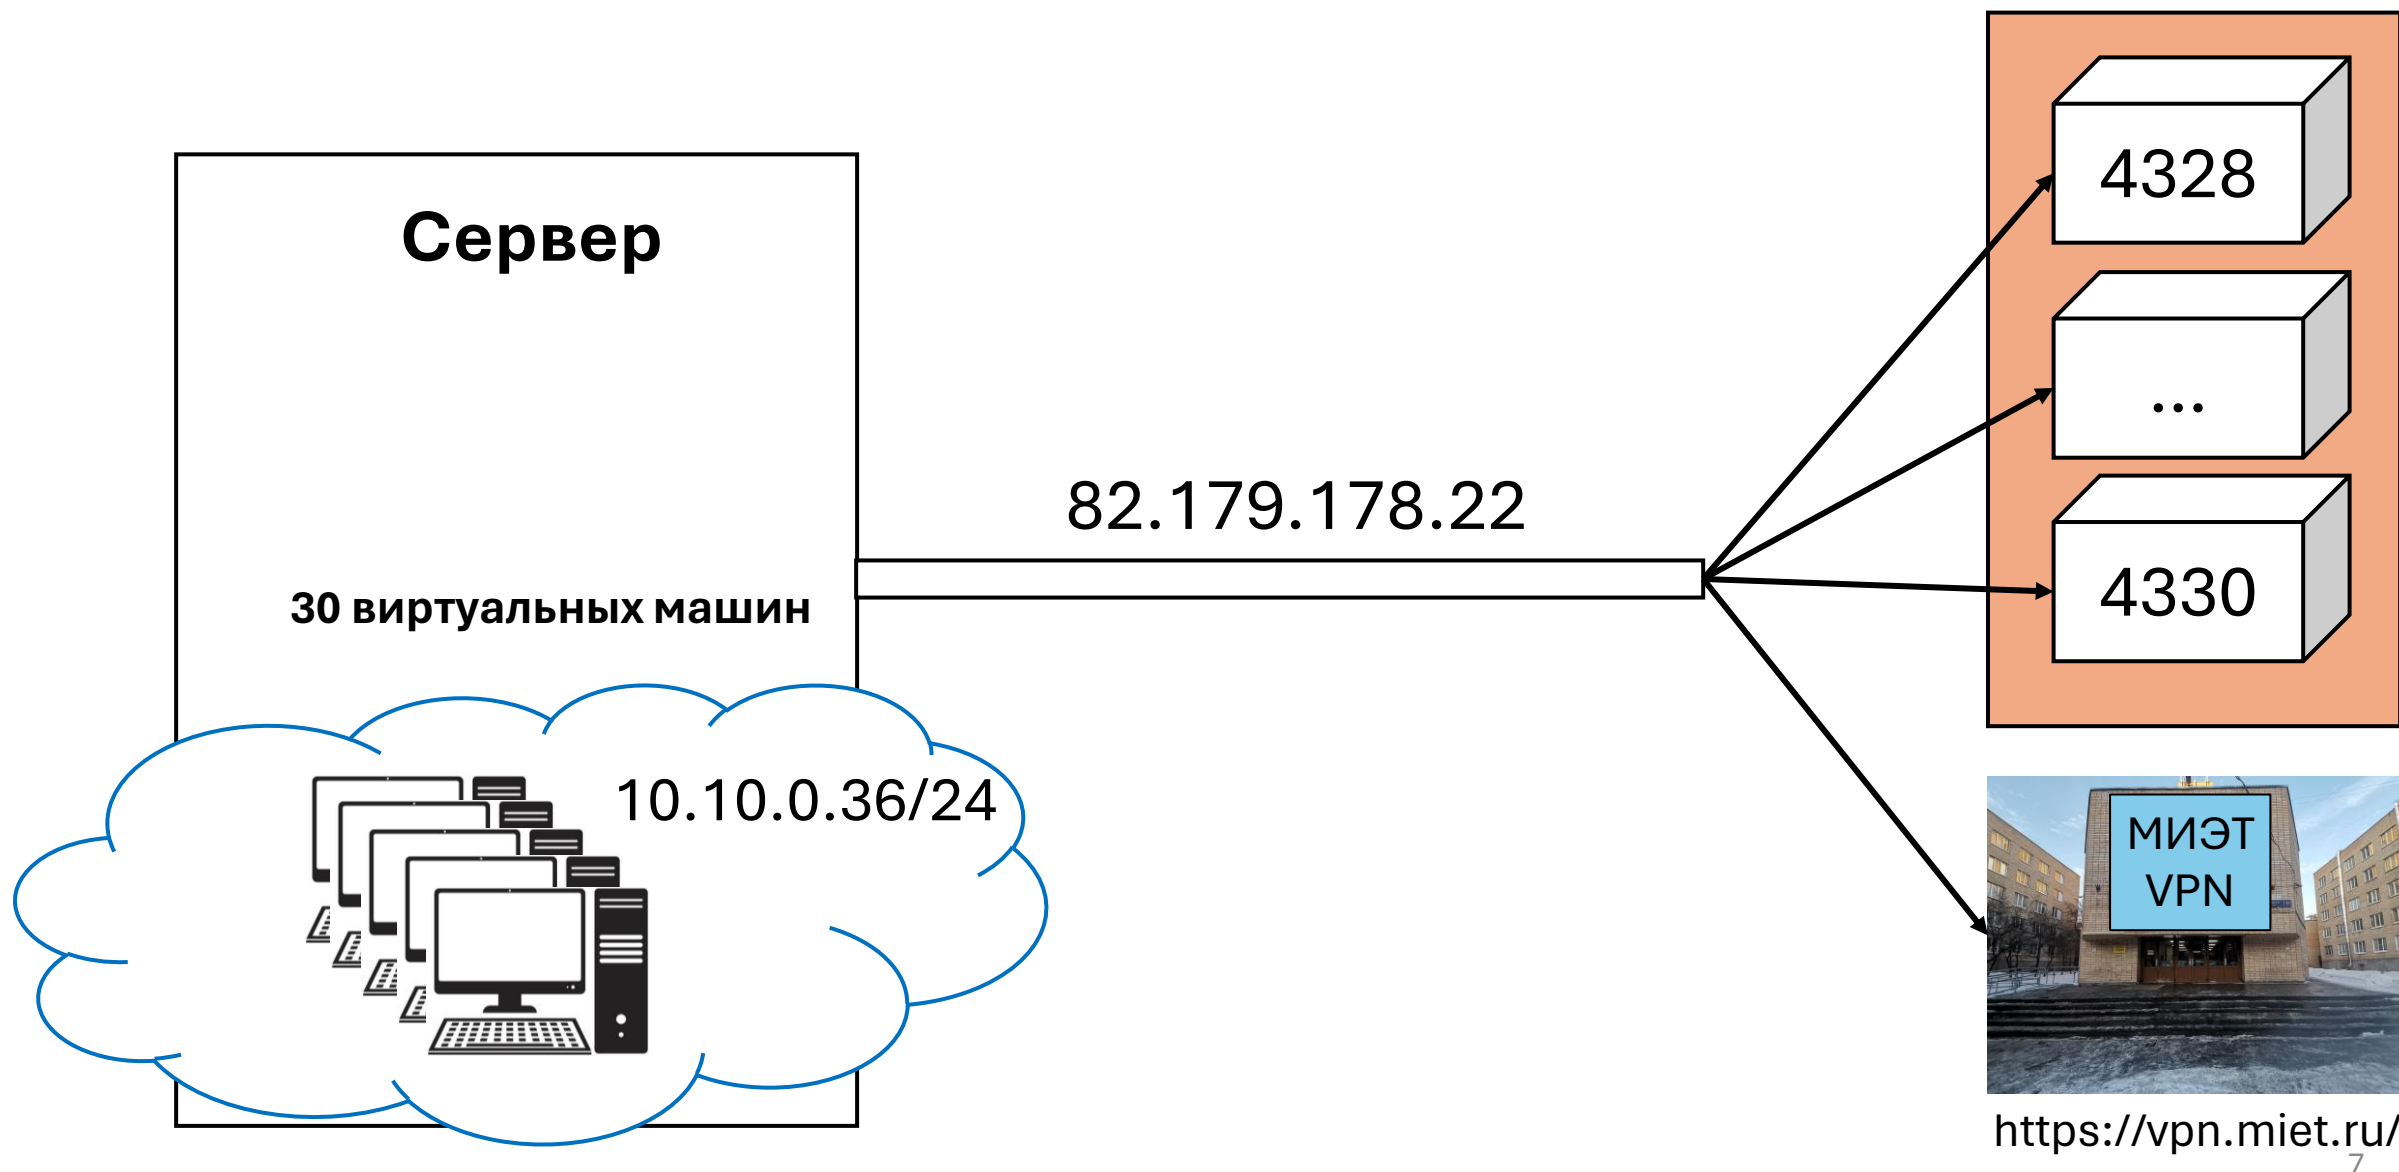 4328
Сервер
...
82.179.178.22
4330
30 виртуальных машин
10.10.0.36/24
МИЭТ
VPN
https://vpn.miet.ru/
7